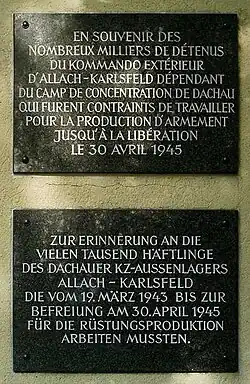 EN SOUVENIR DES
NOMBREUX MILLIERS DE DÉTENUS
DU KOMMANDO EXTÉRIEUR
D'ALLACH-KARLSFELD DÉPENDANT
DU CAMP DE CONCENTRATION DE DACHAU
QUI FURENT CONTRAINTS DE TRAVAILLER
POUR LA PRODUCTION D'ARMEMENT
JUSQU'À LA LIBÉRATION
LE 30 AVRIL 1945
ZUR ERINNERUNG AN DIE
VIELEN TAUSEND HÄFTLINGE
DES DACHAUER KZ-AUSSENLAGERS
ALLACH - KARLSFELD
DIE VOM 19. MÄRZ 1943 BIS ZUR
BEFREIUNG AM 30. APRIL 1945
FÜR DIE RÜSTUNGSPRODUKTION
ARBEITEN MUSSTEN.